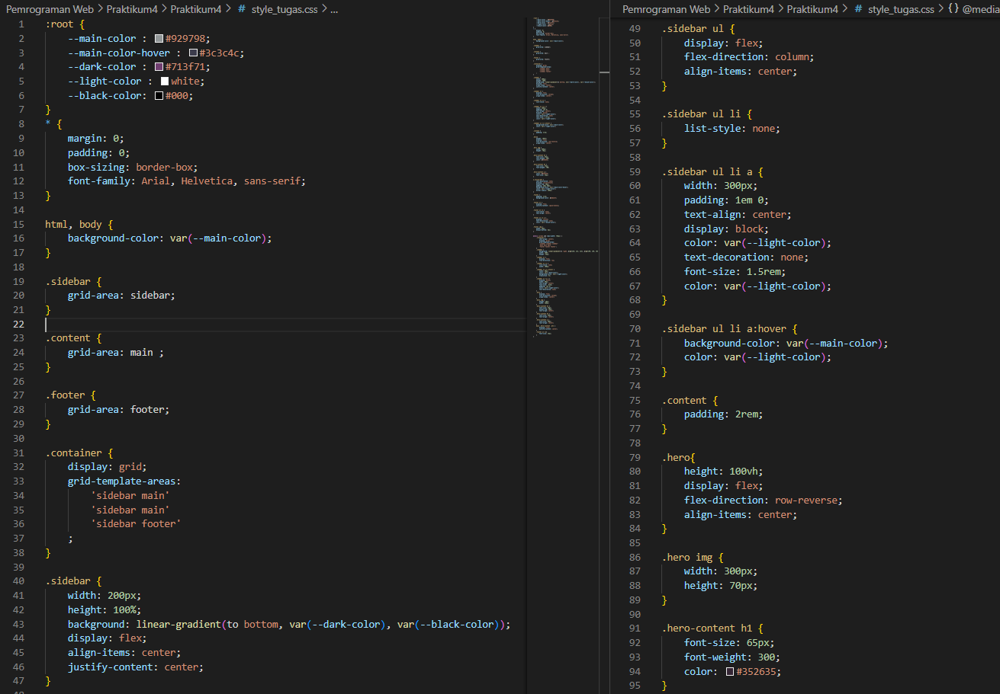 Pemrograman Web > Praktikum4 > Praktikum4 > # style_tugas.css > ...
1 :root {
2 --main-color : #929798;
3 --main-color-hover : #3c3c4c;
4 --dark-color : #713f71;
5 --light-color : white;
6 --black-color: #000;
7 }
8 * {
9 margin: 0;
10 padding: 0;
11 box-sizing: border-box;
12 font-family: Arial, Helvetica, sans-serif;
13 }
14
15 html, body {
16 background-color: var(--main-color);
17 }
18
19 .sidebar {
20 grid-area: sidebar;
21 }
22
23 .content {
24 grid-area: main ;
25 }
26
27 .footer {
28 grid-area: footer;
29 }
30
31 .container {
32 display: grid;
33 grid-template-areas:
34 'sidebar main'
35 'sidebar main'
36 'sidebar footer'
37 ;
38 }
39
40 .sidebar {
41 width: 200px;
42 height: 100%;
43 background: linear-gradient(to bottom, var(--dark-color), var(--black-color));
44 display: flex;
45 align-items: center;
46 justify-content: center;
47 }
Pemrograman Web > Praktikum4 > Praktikum4 > # style_tugas.css > {} @media
49 .sidebar ul {
50 display: flex;
51 flex-direction: column;
52 align-items: center;
53 }
54
55 .sidebar ul li {
56 list-style: none;
57 }
58
59 .sidebar ul li a {
60 width: 300px;
61 padding: 1em 0;
62 text-align: center;
63 display: block;
64 color: var(--light-color);
65 text-decoration: none;
66 font-size: 1.5rem;
67 color: var(--light-color);
68 }
69
70 .sidebar ul li a:hover {
71 background-color: var(--main-color);
72 color: var(--light-color);
73 }
74
75 .content {
76 padding: 2rem;
77 }
78
79 .hero{
80 height: 100vh;
81 display: flex;
82 flex-direction: row-reverse;
83 align-items: center;
84 }
85
86 .hero img {
87 width: 300px;
88 height: 70px;
89 }
90
91 .hero-content h1 {
92 font-size: 65px;
93 font-weight: 300;
94 color: #352635;
95 }